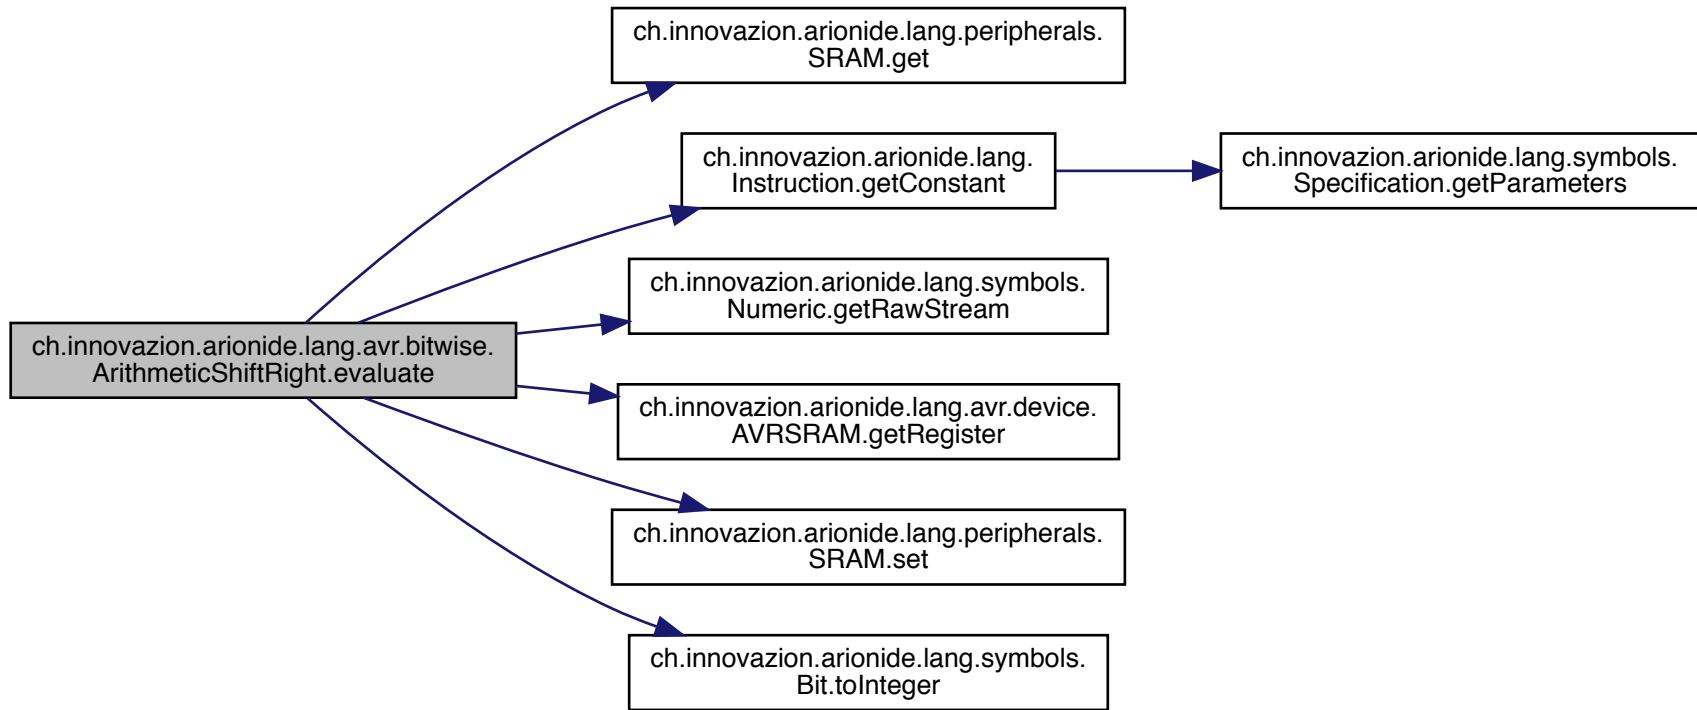 ch.innovazion.arionide.lang.peripherals.
SRAM.get
ch.innovazion.arionide.lang.
Instruction.getConstant
ch.innovazion.arionide.lang.symbols.
Specification.getParameters
ch.innovazion.arionide.lang.symbols.
Numeric.getRawStream
ch.innovazion.arionide.lang.avr.bitwise.
ArithmeticShiftRight.evaluate
ch.innovazion.arionide.lang.avr.device.
AVRSRAM.getRegister
ch.innovazion.arionide.lang.peripherals.
SRAM.set
ch.innovazion.arionide.lang.symbols.
Bit.toInteger